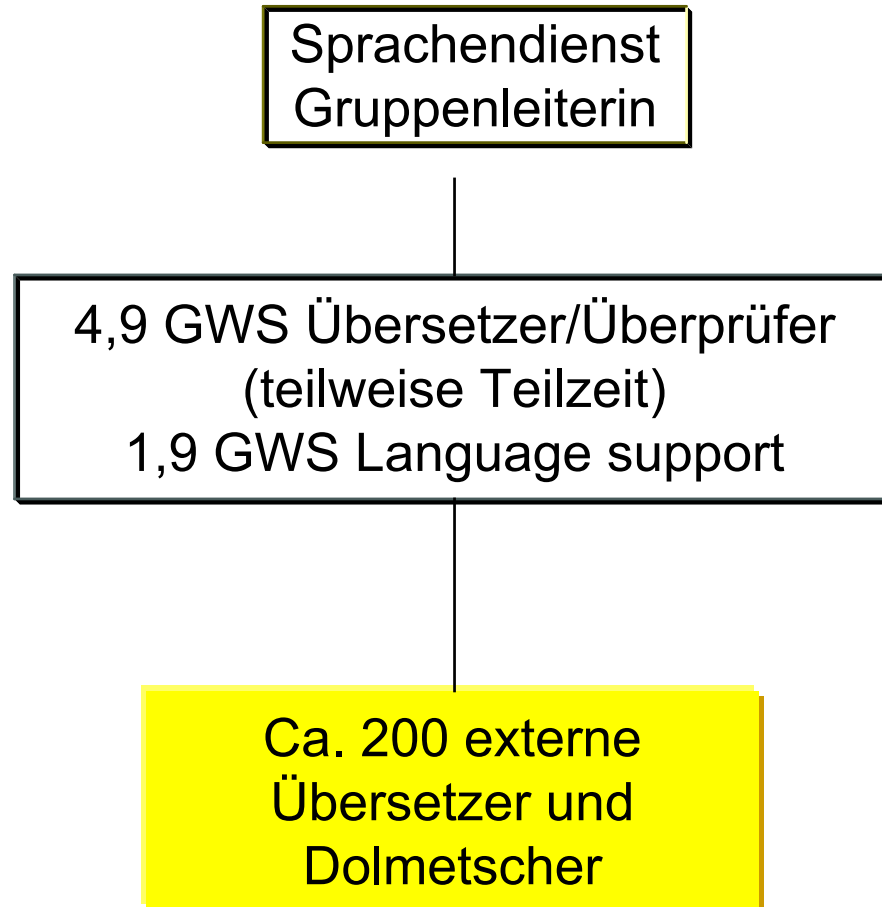 Sprachendienst
Gruppenleiterin
4,9 GWS Übersetzer/Überprüfer
(teilweise Teilzeit)
1,9 GWS Language support
Ca. 200 externe
Übersetzer und
Dolmetscher